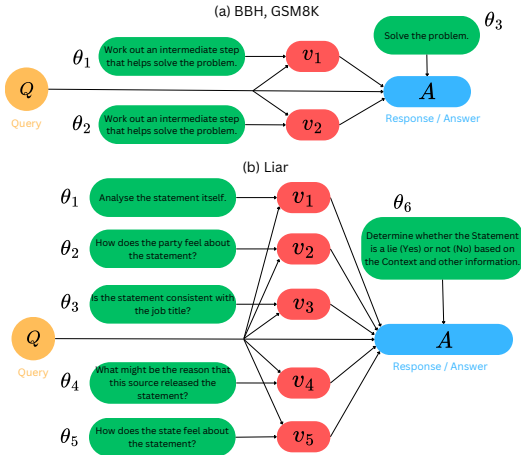 (a) BBH, GSM8K
θ3
Solve the problem.
θ1
Work out an intermediate step
that helps solve the problem.
v1
Q
A
Query
Response / Answer
θ2
Work out an intermediate step
that helps solve the problem.
v2
(b) Liar
θ1
Analyse the statement itself.
v1
θ6
Determine whether the Statement
is a lie (Yes) or not (No) based on
the Context and other information.
θ2
How does the party feel about
the statement?
v2
θ3
Is the statement consistent with
the job title?
v3
Q
A
Query
Response / Answer
θ4
What might be the reason that
this source released the
statement?
v4
θ5
How does the state feel about
the statement?
v5